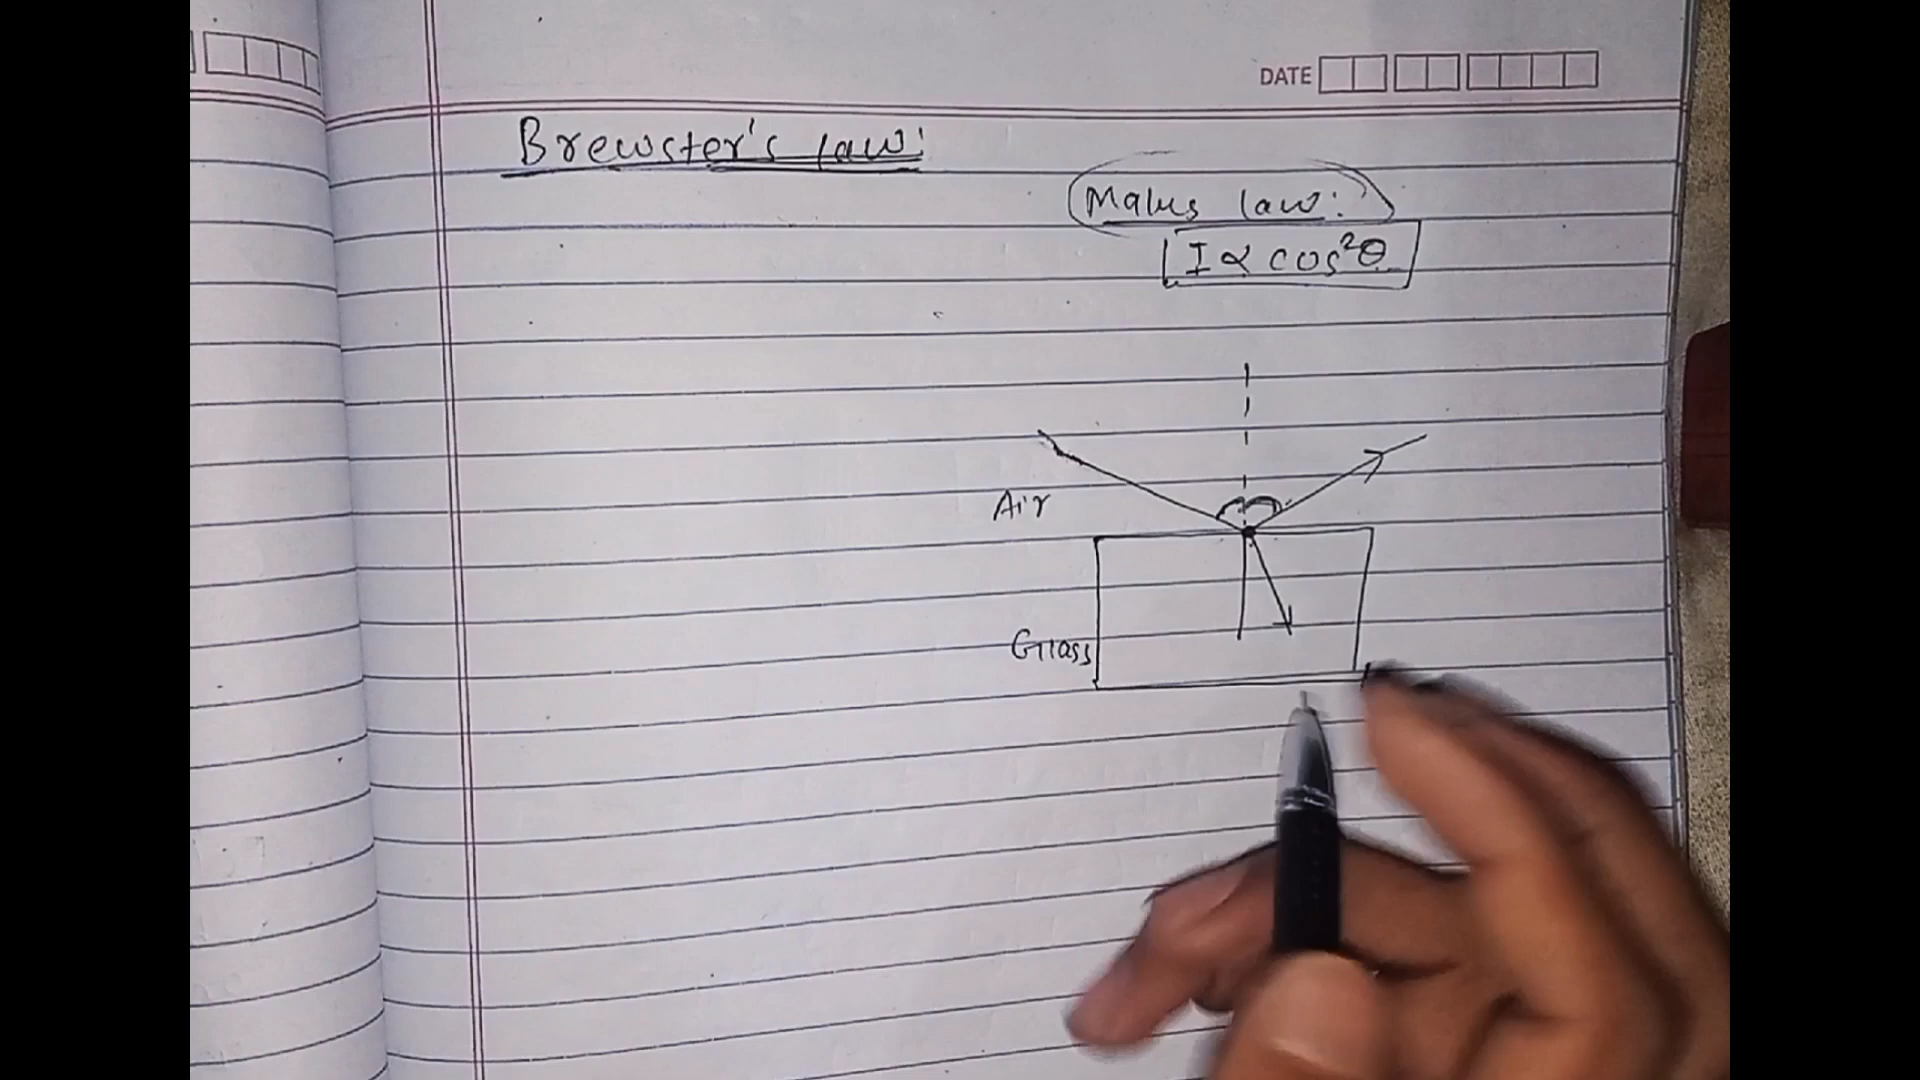 DATE
Brewster's law:
Malus law:
I ∝ cos²θ
Air
Glass